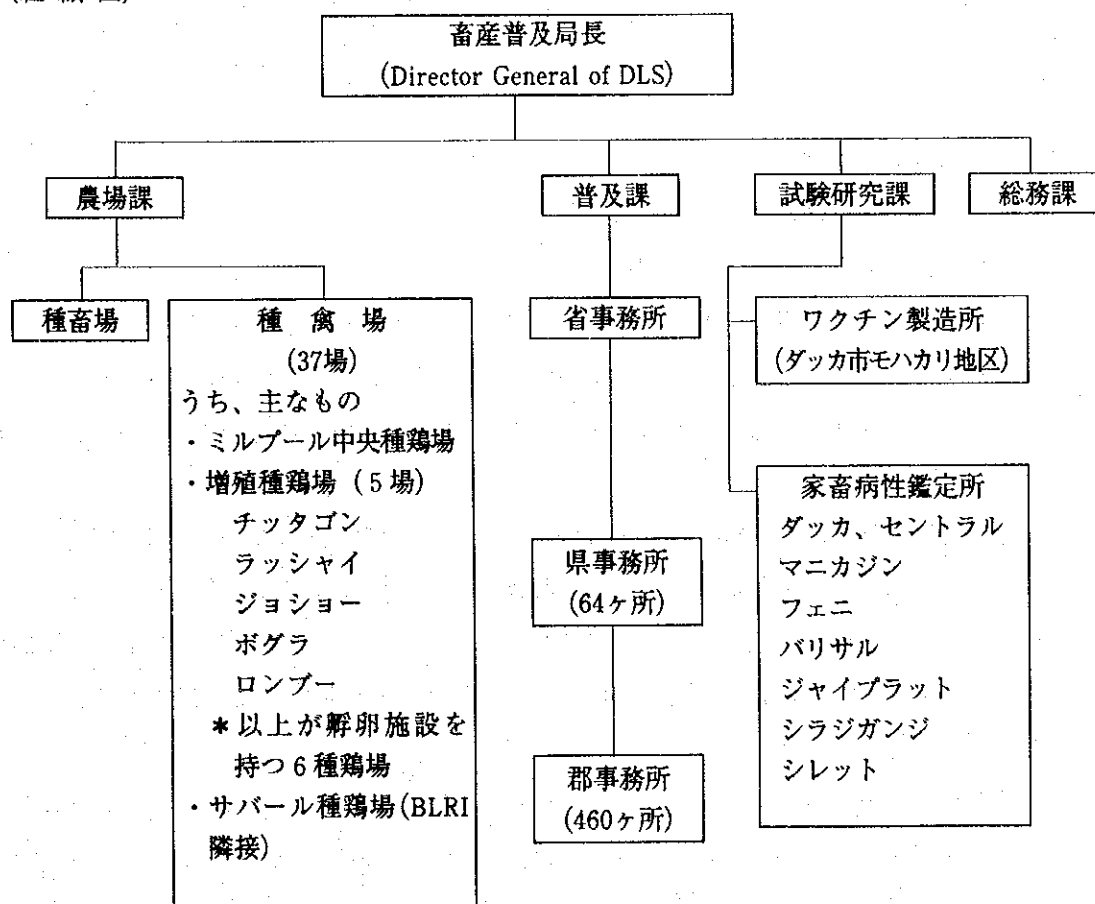 畜産普及局長
(Director General of DLS)
農場課
普及課
試験研究課
総務課
種畜場
種禽場
(37場)
うち、主なもの
・ミルプール中央種鶏場
・増殖種鶏場（5場）
チッタゴン
ラッシャイ
ジョショー
ボグラ
ロンブー
＊以上が孵卵施設を
持つ6種鶏場
・サバール種鶏場(BLRI
隣接)
省事務所
県事務所
(64ヶ所)
郡事務所
(460ヶ所)
ワクチン製造所
(ダッカ市モハカリ地区)
家畜病性鑑定所
ダッカ、セントラル
マニカジン
フェニ
バリサル
ジャイプラット
シラジガンジ
シレット